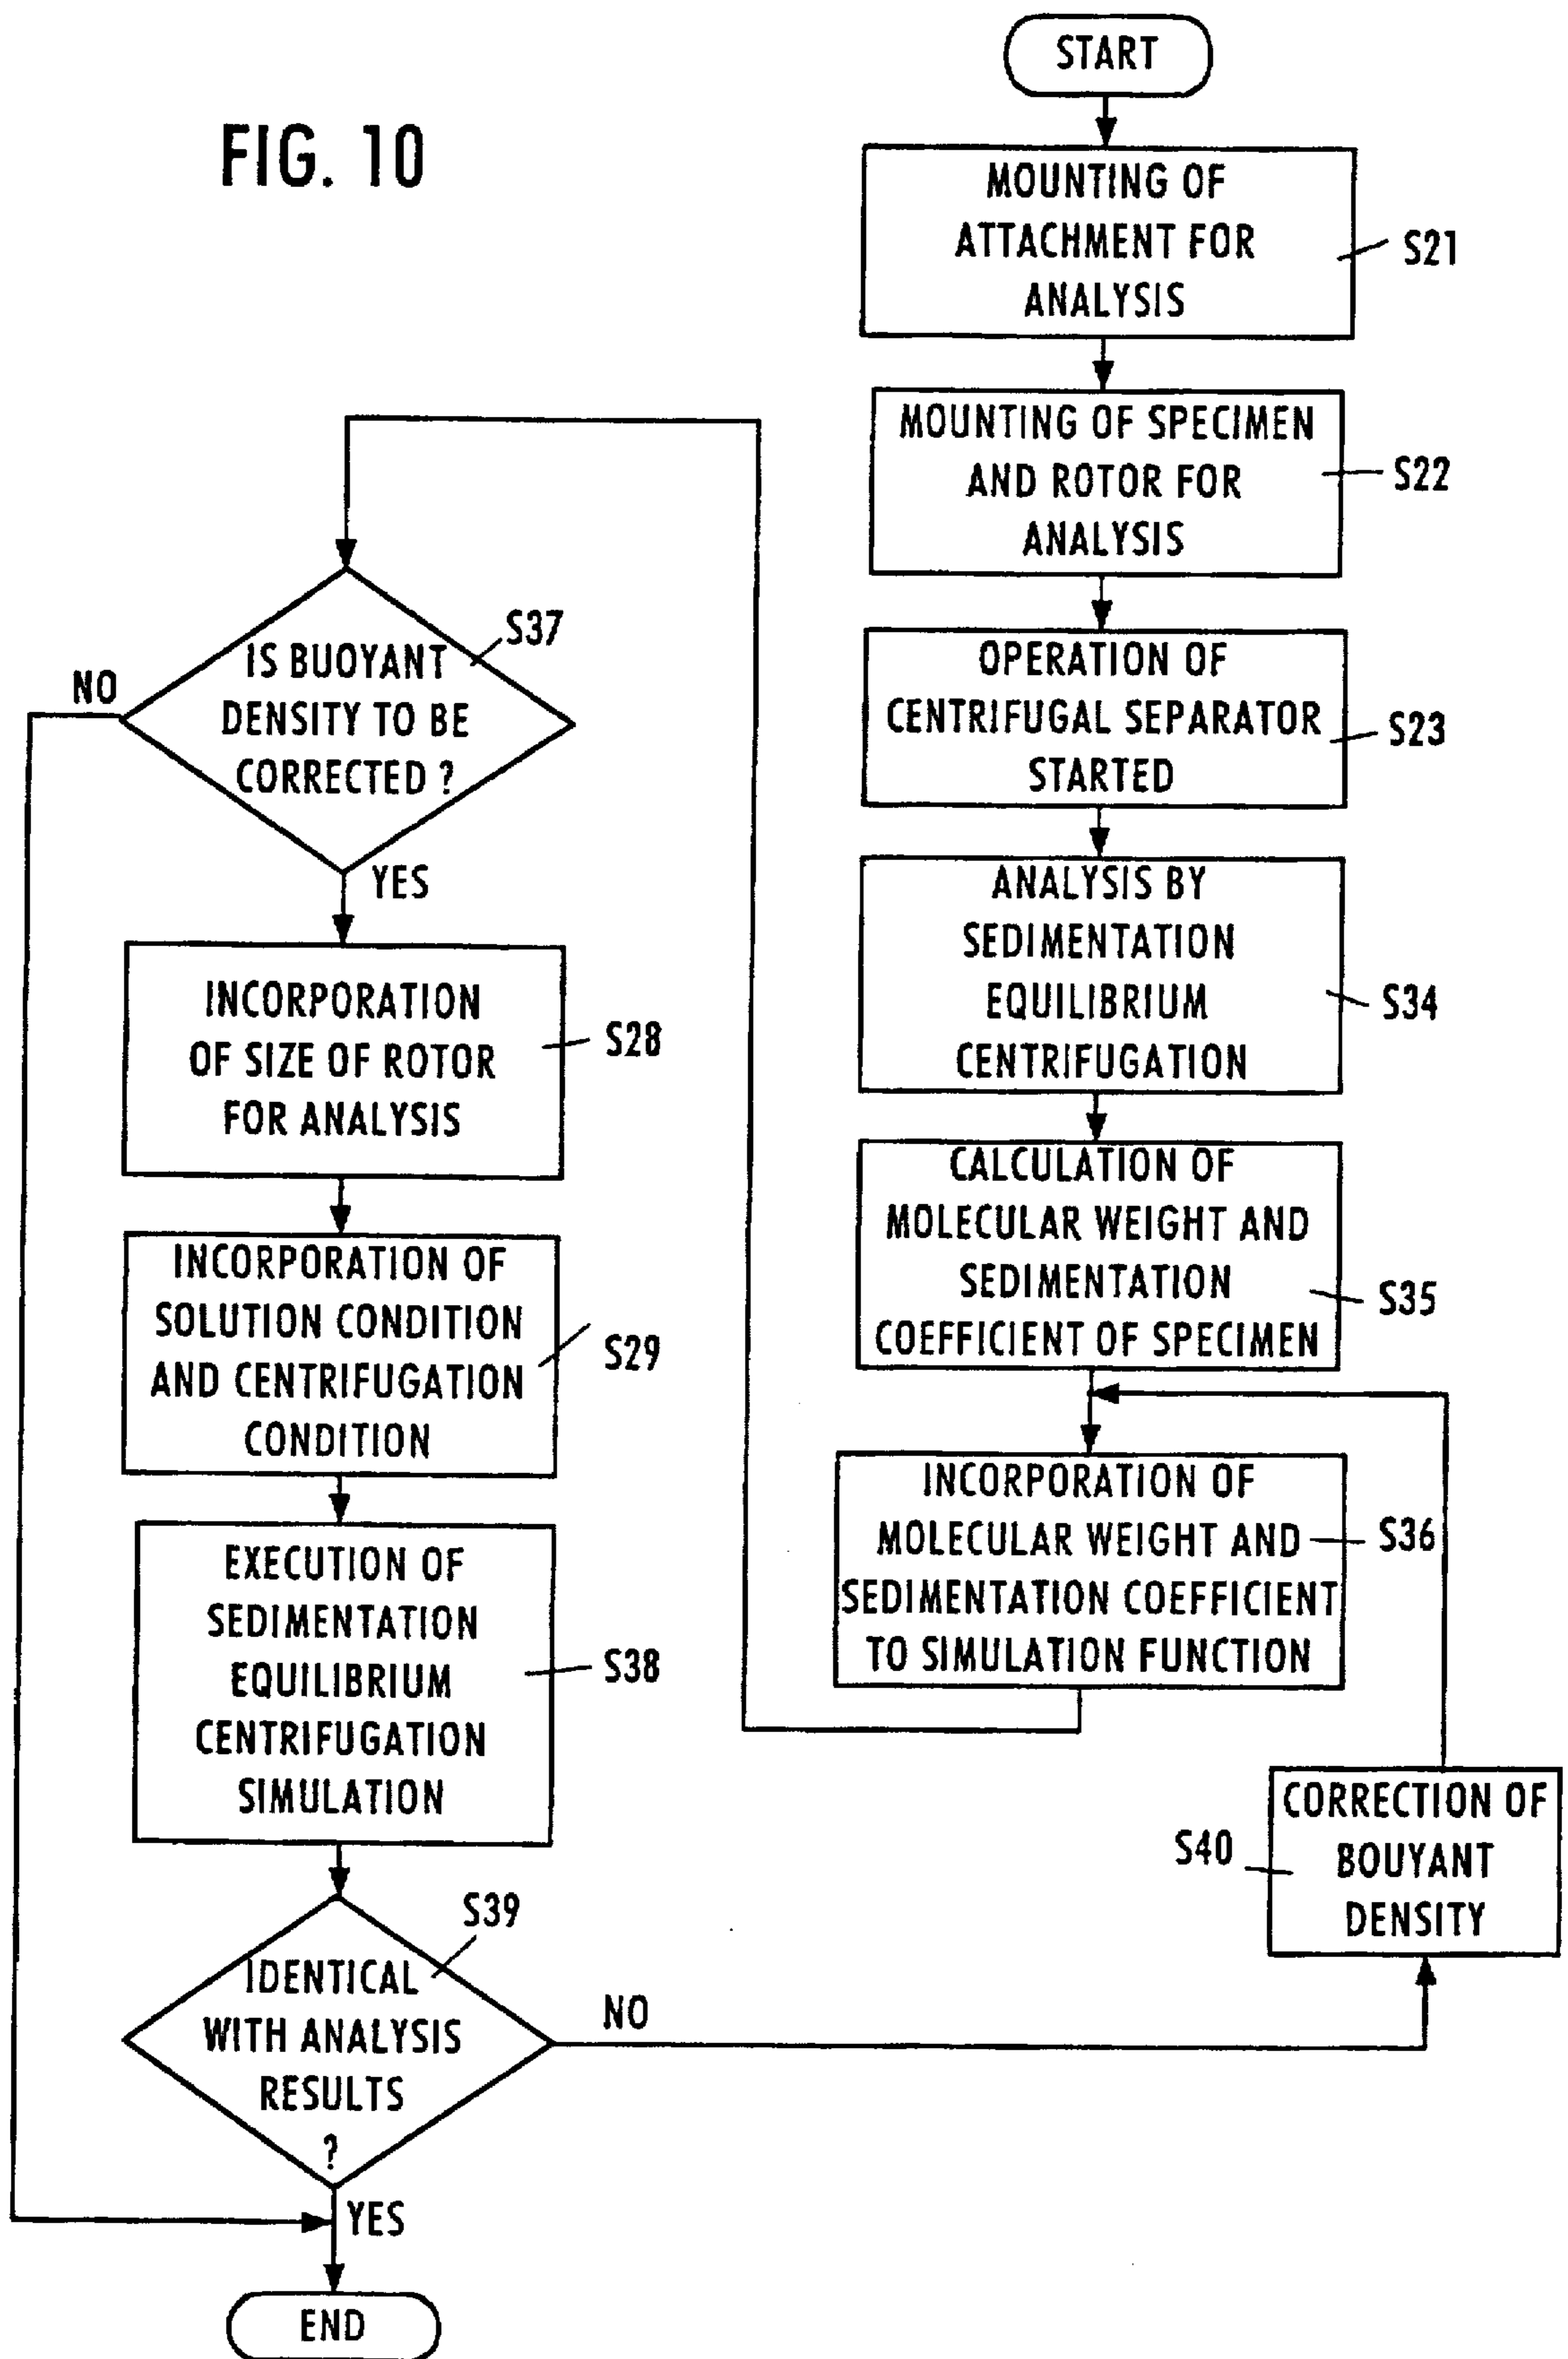 FIG. 10
START
MOUNTING OF
ATTACHMENT FOR
ANALYSIS
S21
MOUNTING OF SPECIMEN
AND ROTOR FOR
ANALYSIS
S22
OPERATION OF
CENTRIFUGAL SEPARATOR
STARTED
S23
ANALYSIS BY
SEDIMENTATION
EQUILIBRIUM
CENTRIFUGATION
S34
CALCULATION OF
MOLECULAR WEIGHT AND
SEDIMENTATION
COEFFICIENT OF SPECIMEN
S35
INCORPORATION OF
MOLECULAR WEIGHT AND
SEDIMENTATION COEFFICIENT
TO SIMULATION FUNCTION
S36
IS BUOYANT
DENSITY TO BE
CORRECTED ?
S37
NO
YES
INCORPORATION
OF SIZE OF ROTOR
FOR ANALYSIS
S28
INCORPORATION OF
SOLUTION CONDITION
AND CENTRIFUGATION
CONDITION
S29
EXECUTION OF
SEDIMENTATION
EQUILIBRIUM
CENTRIFUGATION
SIMULATION
S38
IDENTICAL
WITH ANALYSIS
RESULTS
?
S39
NO
YES
CORRECTION OF
BOUYANT
DENSITY
S40
END